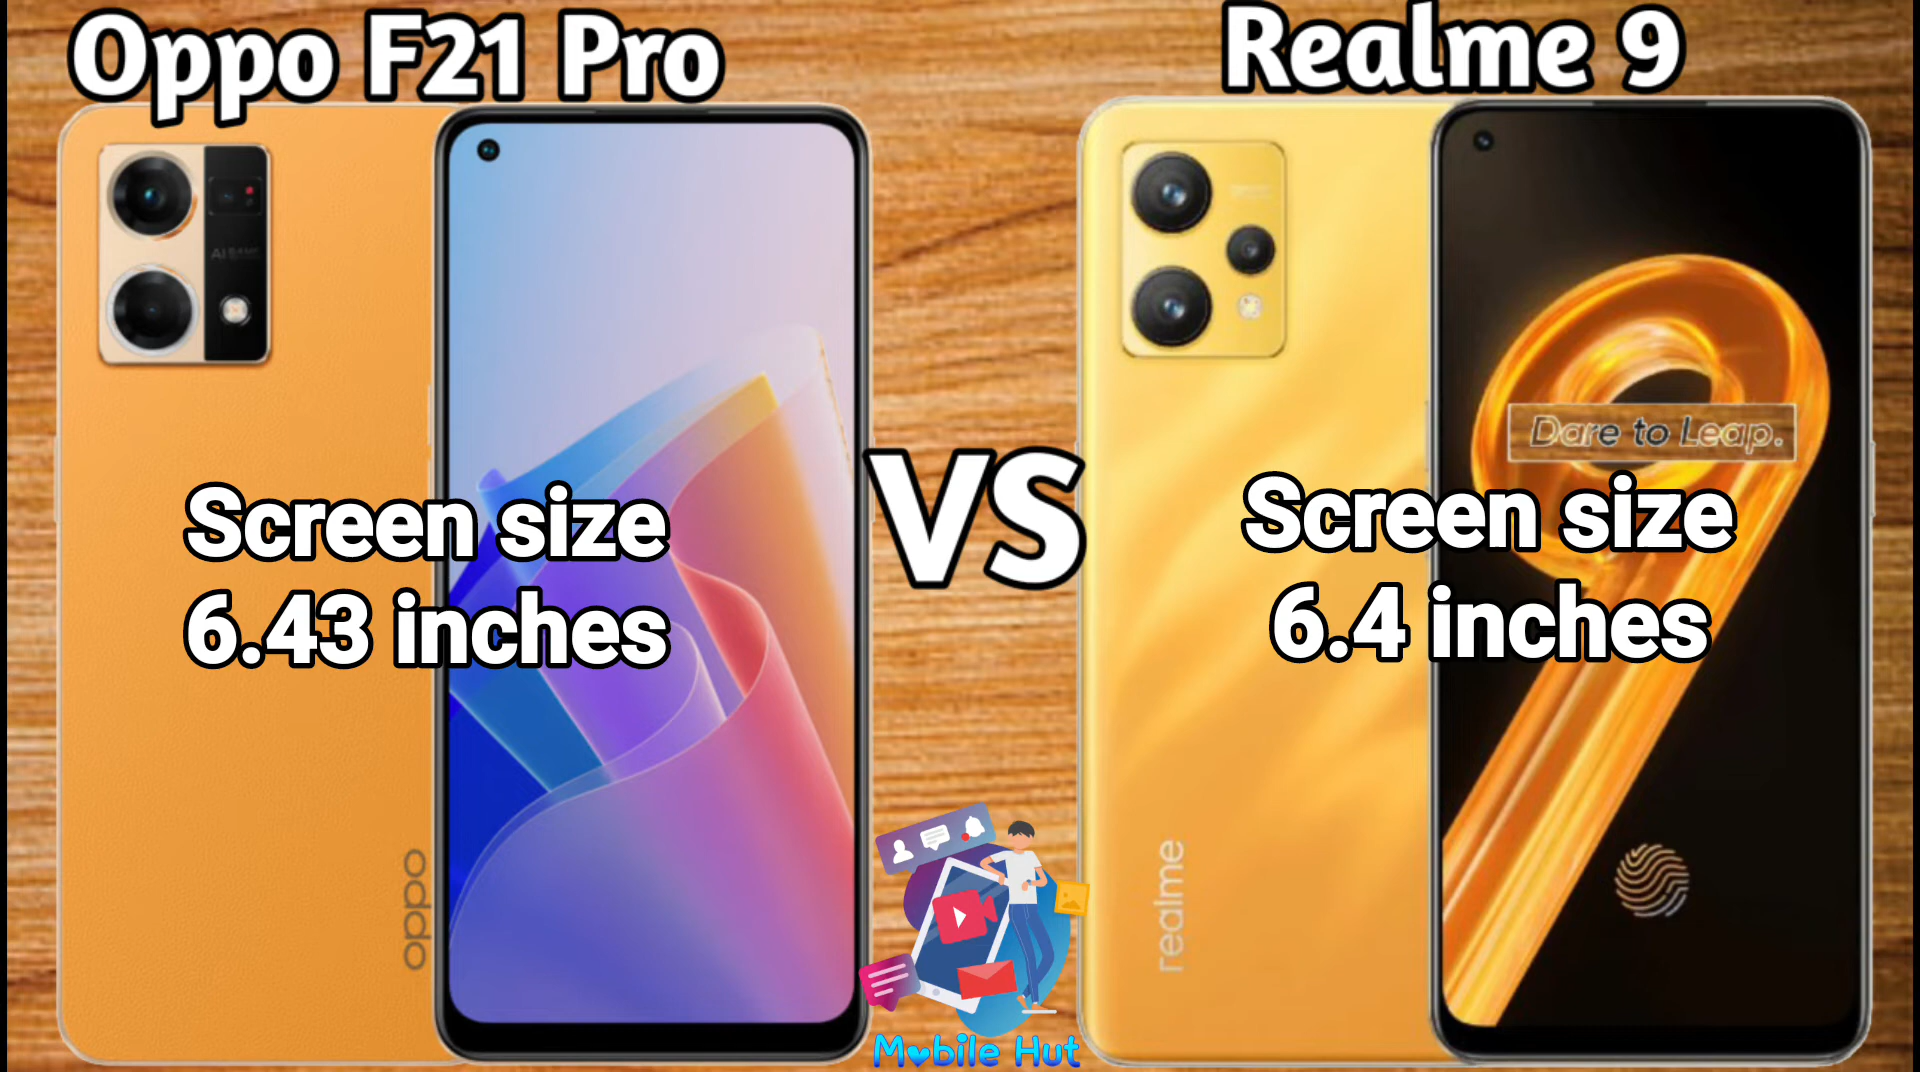 Oppo F21 Pro
Realme 9
AI
Dare to Leap.
VS
Screen size
6.43 inches
Screen size
6.4 inches
oppo
realme
Mobile Hut